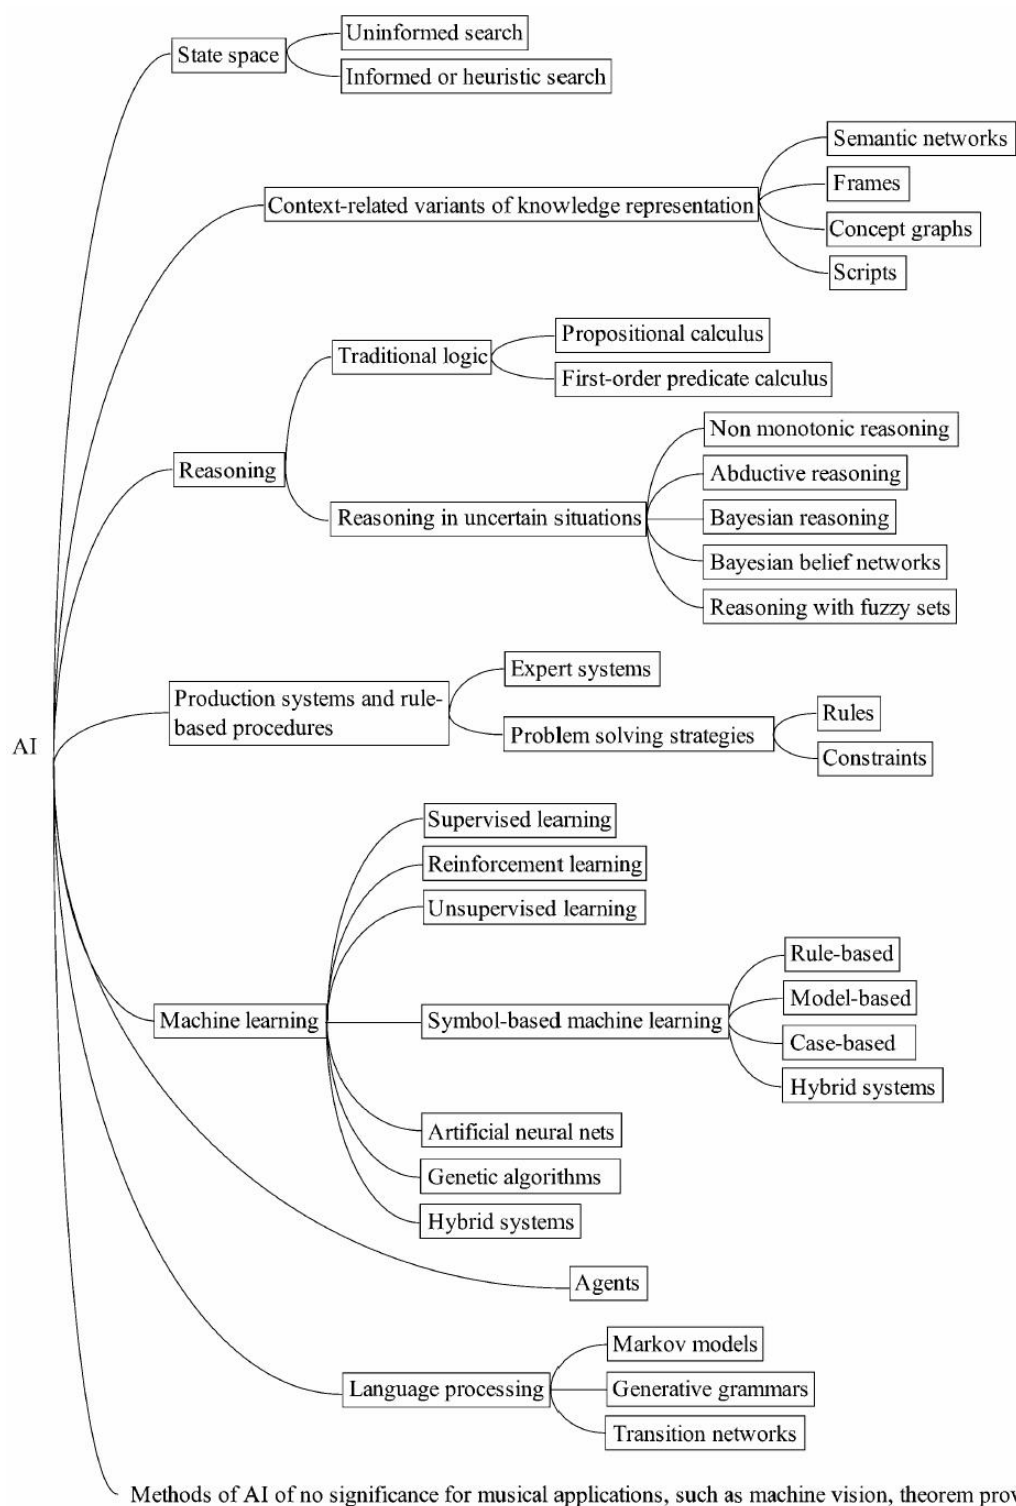 State space
Uninformed search
Informed or heuristic search
Context-related variants of knowledge representation
Semantic networks
Frames
Concept graphs
Scripts
Reasoning
Traditional logic
Propositional calculus
First-order predicate calculus
Reasoning in uncertain situations
Non monotonic reasoning
Abductive reasoning
Bayesian reasoning
Bayesian belief networks
Reasoning with fuzzy sets
AI
Production systems and rule-
based procedures
Expert systems
Problem solving strategies
Rules
Constraints
Machine learning
Supervised learning
Reinforcement learning
Unsupervised learning
Symbol-based machine learning
Rule-based
Model-based
Case-based
Hybrid systems
Artificial neural nets
Genetic algorithms
Hybrid systems
Agents
Language processing
Markov models
Generative grammars
Transition networks
Methods of AI of no significance for musical applications, such as machine vision, theorem